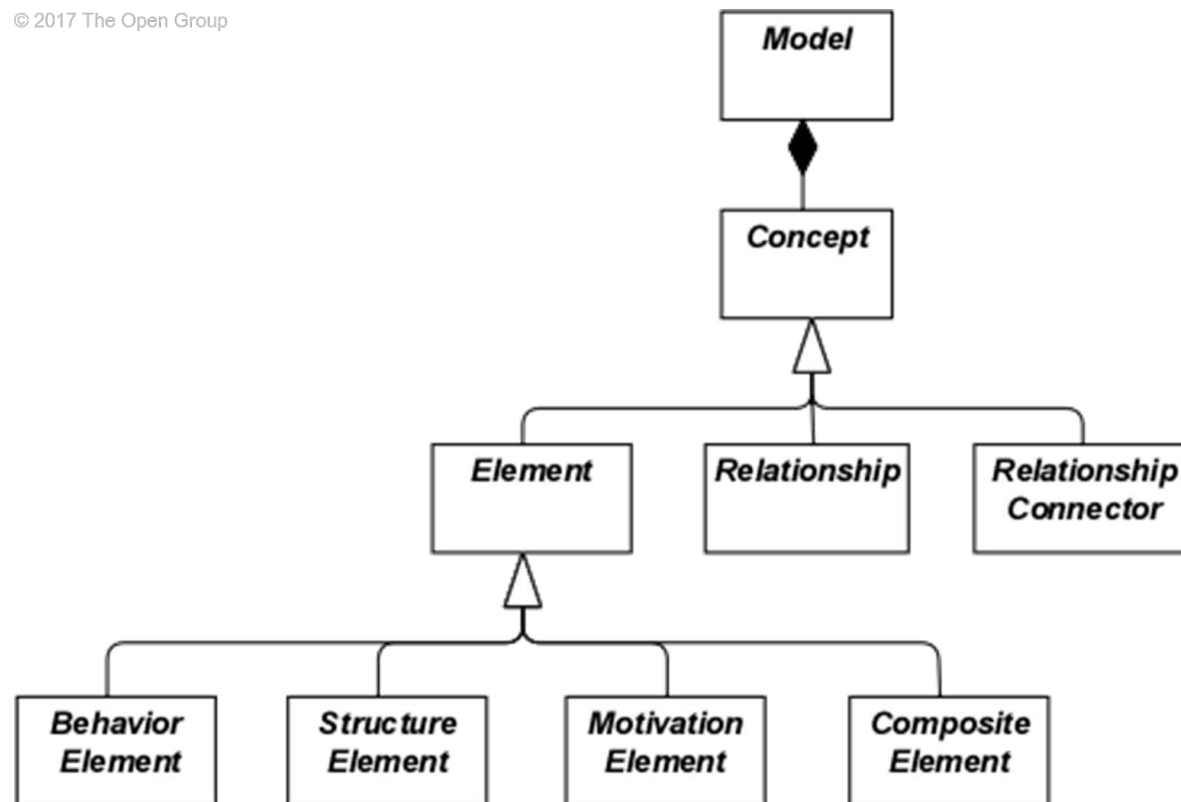 © 2017 The Open Group
Model
Concept
Element
Relationship
Relationship
Connector
Behavior
Element
Structure
Element
Motivation
Element
Composite
Element